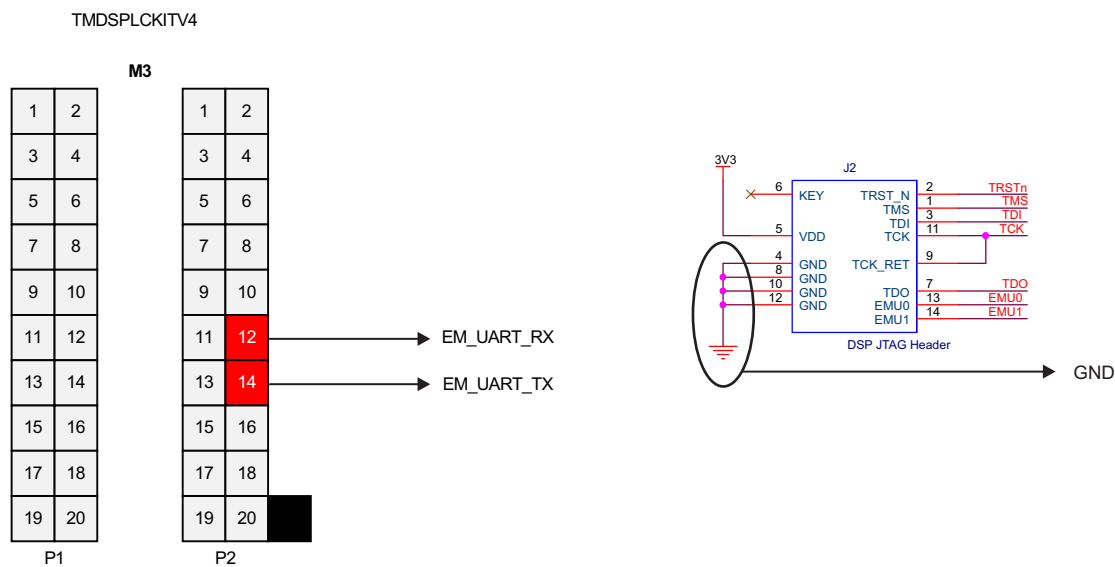 TMDSPLCKITV4
M3
1 2 1 2
3 4 3 4
5 6 5 6
7 8 7 8
9 10 9 10
11 12 11 12 EM_UART_RX
13 14 13 14 EM_UART_TX
15 16 15 16
17 18 17 18
19 20 19 20
P1 P2
3V3
J2
6 KEY TRST_N 2 TRSTn
TMS 1 TMS
TDI 3 TDI
5 VDD TCK 11 TCK
4 GND TCK_RET 9
8 GND
10 GND TDO 7 TDO
12 GND EMU0 13 EMU0
EMU1 14 EMU1
DSP JTAG Header
GND